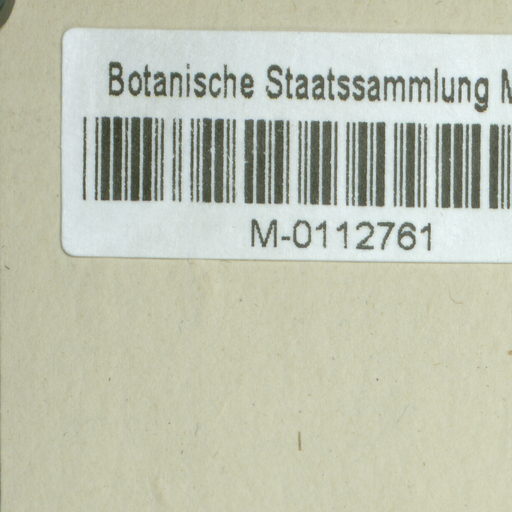 Botanische Staatssammlung
M-0112761